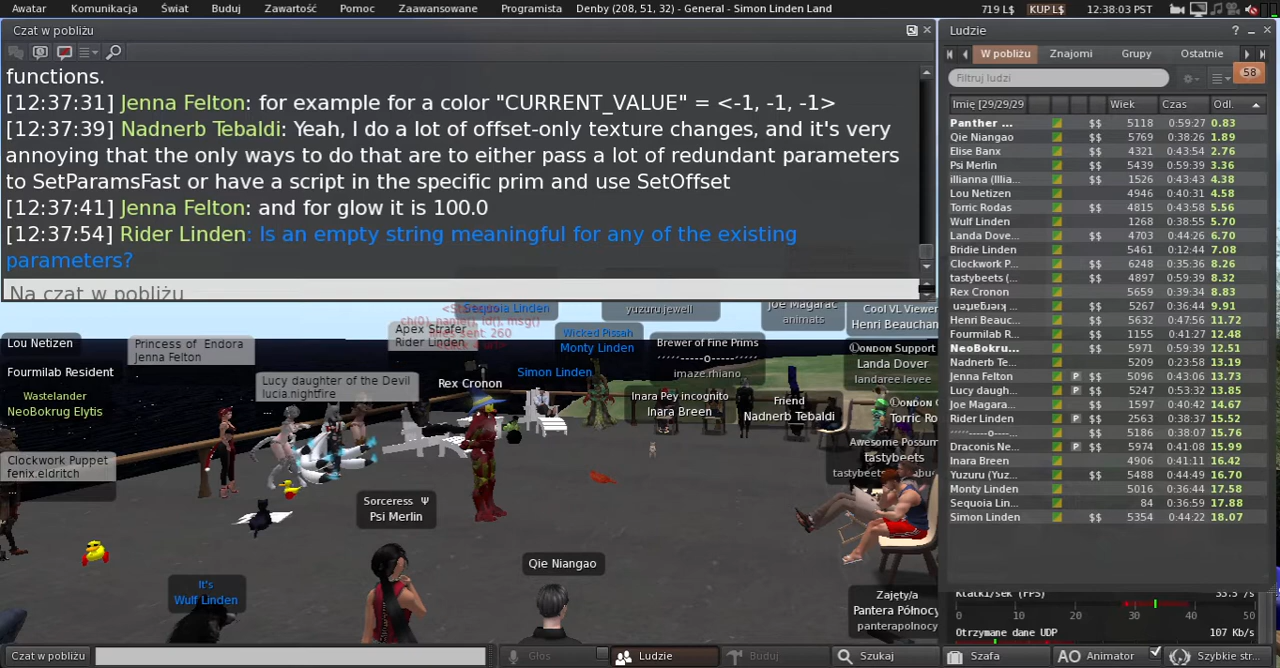 Awatar Komunikacja Świat Buduj Zawartość Pomoc Zaawansowane Programista Denby (208, 51, 32) - General - Simon Linden Land 719 L$ KUP L$ 12:38:03 PST
Czat w pobliżu
functions.
[12:37:31] Jenna Felton: for example for a color "CURRENT_VALUE" = <-1, -1, -1>
[12:37:39] Nadnerb Tebaldi: Yeah, I do a lot of offset-only texture changes, and it's very
annoying that the only ways to do that are to either pass a lot of redundant parameters
to SetParamsFast or have a script in the specific prim and use SetOffset
[12:37:41] Jenna Felton: and for glow it is 100.0
[12:37:54] Rider Linden: Is an empty string meaningful for any of the existing
parameters?
Na czat w pobliżu
Sequoia Linden
yuzuru.jewell
Joe Magarac
animats
Cool VL Viewer
Henri Beauchan
Lou Netizen
Princess of Endora
Jenna Felton
Apex Strafer
Rider Linden
Wicked Pissah
Monty Linden
Brewer of Fine Prims
´´´´´-----o----´
imaze.rhiano
LONDON Support
Landa Dover
landaree.levee
Fourmilab Resident
Wastelander
NeoBokrug Elytis
Lucy daughter of the Devil
lucia.nightfire
...
Rex Cronon
Simon Linden
Inara Pey incognito
Inara Breen
Friend
Nadnerb Tebaldi
Torric Ro
Awesome Possum
tastybeets
Clockwork Puppet
fenix.eldritch
...
Sorceress Ψ
Psi Merlin
Qie Niangao
It's
Wulf Linden
Zajęty/a
Pantera Północy
panterapolnocy
Czat w pobliżu Głos Ludzie Buduj Szukaj Szafa AO Animator Szybkie str...
Ludzie
W pobliżu Znajomi Grupy Ostatnie
Filtruj ludzi 58
Imię [29/29/29 Wiek Czas Odl.
Panther ... $$ 5118 0:59:27 0.83
Qie Niangao $$ 5769 0:38:26 1.89
Elise Banx $$ 4321 0:43:54 2.76
Psi Merlin $$ 5439 0:59:39 3.36
illianna (Illia... $$ 1526 0:43:43 4.38
Lou Netizen 4946 0:40:31 4.58
Torric Rodas $$ 4815 0:43:58 5.56
Wulf Linden 1268 0:38:55 5.70
Landa Dove... $$ 4703 0:44:26 6.70
Bridie Linden 5461 0:12:44 7.08
Clockwork P... $$ 6248 0:35:36 8.26
tastybeets (... $$ 4897 0:59:39 8.32
Rex Cronon 5659 0:39:34 8.83
$$ 5267 0:36:44 9.91
Henri Beauc... $$ 5632 0:47:56 11.72
Fourmilab R... $$ 1155 0:41:27 12.48
NeoBokru... $$ 5971 0:59:39 12.51
Nadnerb Te... 5209 0:23:58 13.19
Jenna Felton P $$ 5096 0:43:06 13.73
Lucy daugh... P $$ 5247 0:53:32 13.85
Joe Magara... $$ 1597 0:40:42 14.67
Rider Linden P $$ 2563 0:38:37 15.52
´´´´´-----o---- $$ 5186 0:38:07 15.76
Draconis Ne... P $$ 5974 0:41:08 15.99
Inara Breen 4906 0:41:11 16.42
Yuzuru (Yuz... $$ 5488 0:44:49 16.70
Monty Linden 5016 0:36:44 17.58
Sequoia Lin... 84 0:36:59 17.88
Simon Linden $$ 5354 0:44:22 18.07
Klatki/sek (FPS) 33.5 /s
0 10 20 30 40 50
Otrzymane dane UDP 107 Kb/s